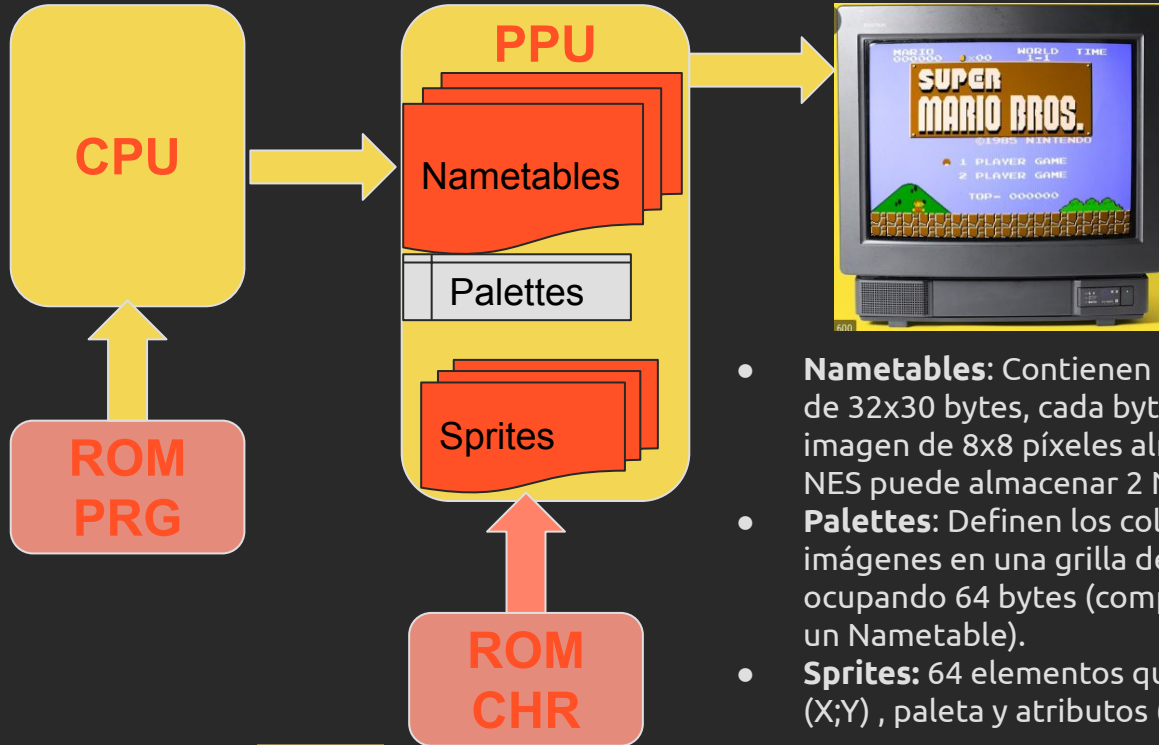 CPU
PPU
Nametables
Palettes
Sprites
ROM
PRG
ROM
CHR
MARIO WORLD TIME
000000 ×00 1-1
SUPER
MARIO BROS.
©1985 NINTENDO
1 PLAYER GAME
2 PLAYER GAME
TOP- 000000
600
● Nametables: Contienen
de 32x30 bytes, cada byt
imagen de 8x8 píxeles al
NES puede almacenar 2
● Palettes: Definen los col
imágenes en una grilla de
ocupando 64 bytes (com
un Nametable).
● Sprites: 64 elementos qu
(X;Y) , paleta y atributos